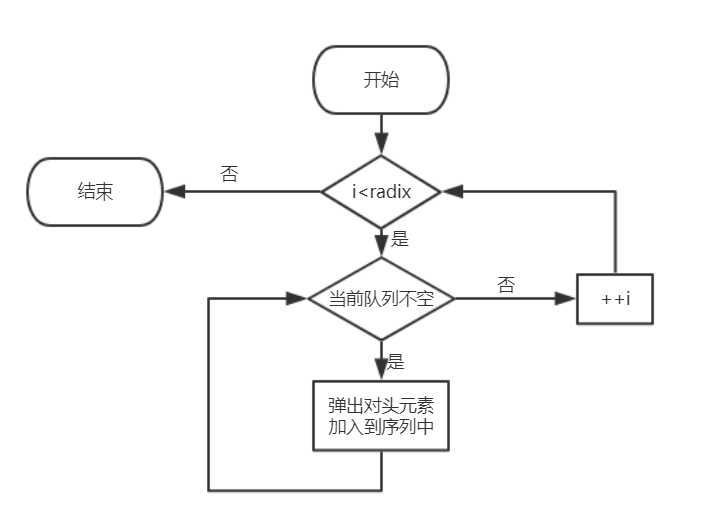 开始
否
结束
i<radix
是
当前队列不空
否
++i
是
弹出对头元素
加入到序列中